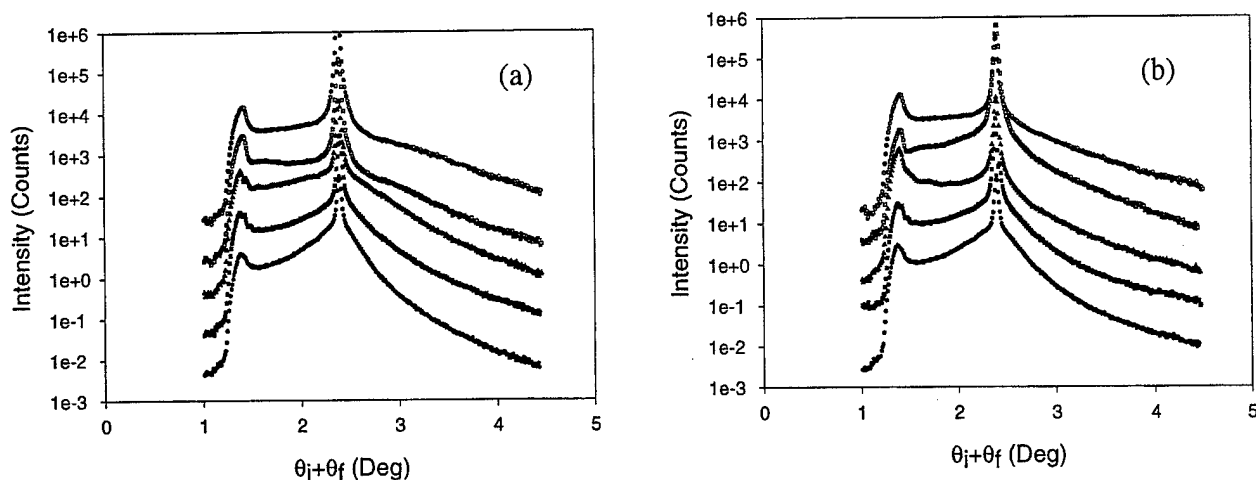 (a)
Intensity (Counts)
1e+6
1e+5
1e+4
1e+3
1e+2
1e+1
1e+0
1e-1
1e-2
1e-3
0 1 2 3 4 5
θi+θf (Deg)
(b)
Intensity (Counts)
1e+6
1e+5
1e+4
1e+3
1e+2
1e+1
1e+0
1e-1
1e-2
1e-3
0 1 2 3 4 5
θi+θf (Deg)